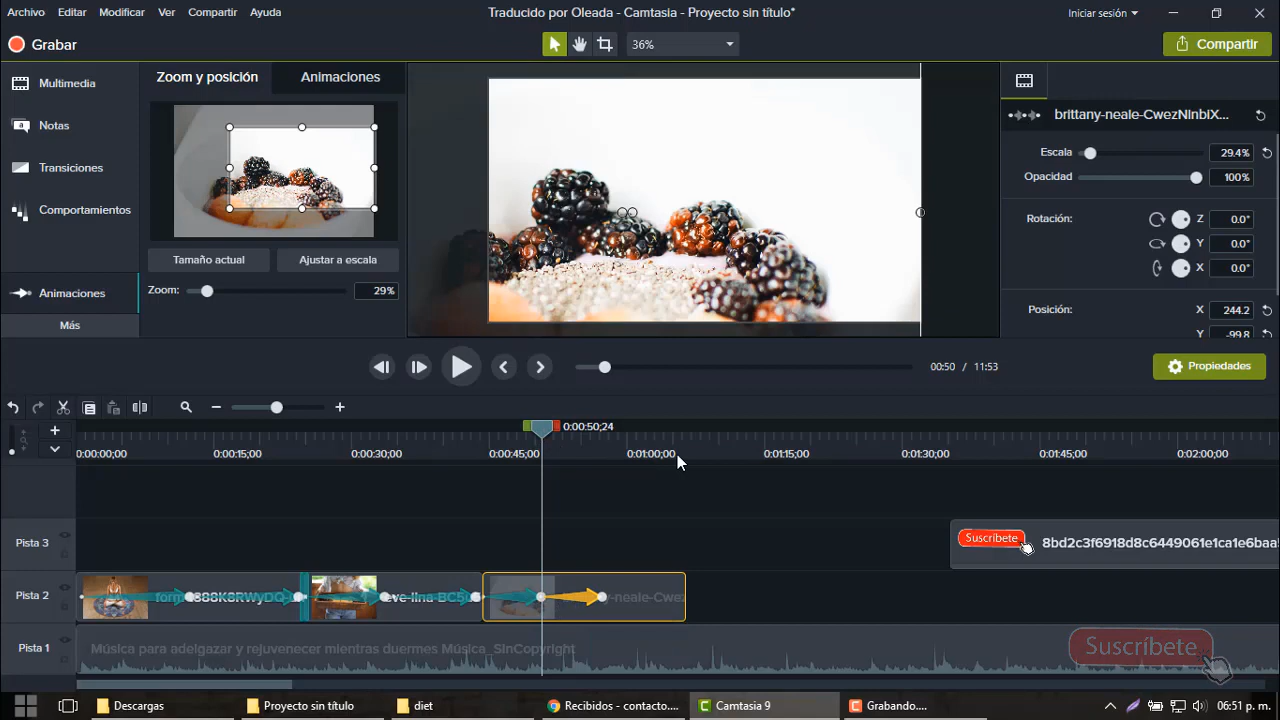 Archivo Editar Modificar Ver Compartir Ayuda
Traducido por Oleada - Camtasia - Proyecto sin título*
Iniciar sesión
Grabar
36%
Compartir
Multimedia
Notas
Transiciones
Comportamientos
Animaciones
Más
Zoom y posición
Animaciones
Tamaño actual
Ajustar a escala
Zoom:
29%
brittany-neale-CwezNlnbIX...
Escala
29.4%
Opacidad
100%
Rotación:
Z
0.0°
Y
0.0°
X
0.0°
Posición:
X
244.2
Y
-99.8
00:50 / 11:53
Propiedades
0:00:50;24
0:00:00;00
0:00:15;00
0:00:30;00
0:00:45;00
0:01:00;00
0:01:15;00
0:01:30;00
0:01:45;00
0:02:00;00
Pista 3
Suscríbete
8bd2c3f6918d8c6449061e1ca1e6baa
Pista 2
Pista 1
Música para adelgazar y rejuvenecer mientras duermes Música_SinCopyright
Suscríbete
Descargas
Proyecto sin título
diet
Recibidos - contacto....
Camtasia 9
Grabando....
06:51 p. m.